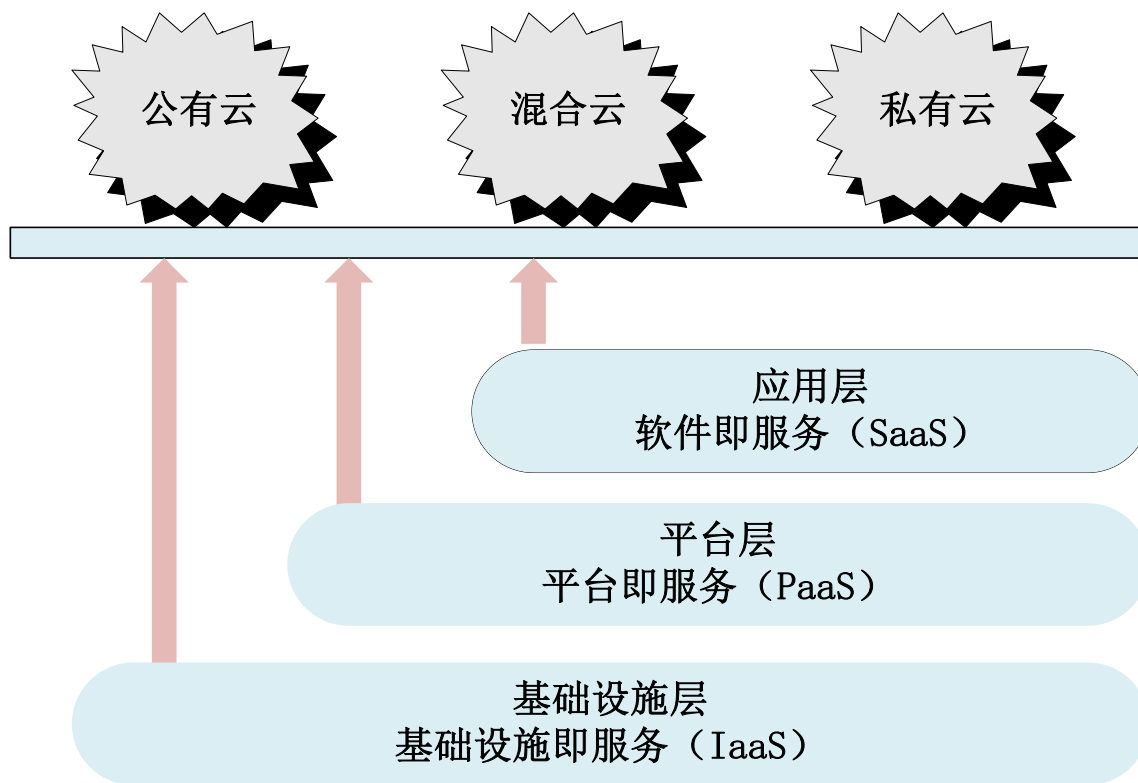 公有云
混合云
私有云
应用层
软件即服务（SaaS）
平台层
平台即服务（PaaS）
基础设施层
基础设施即服务（IaaS）